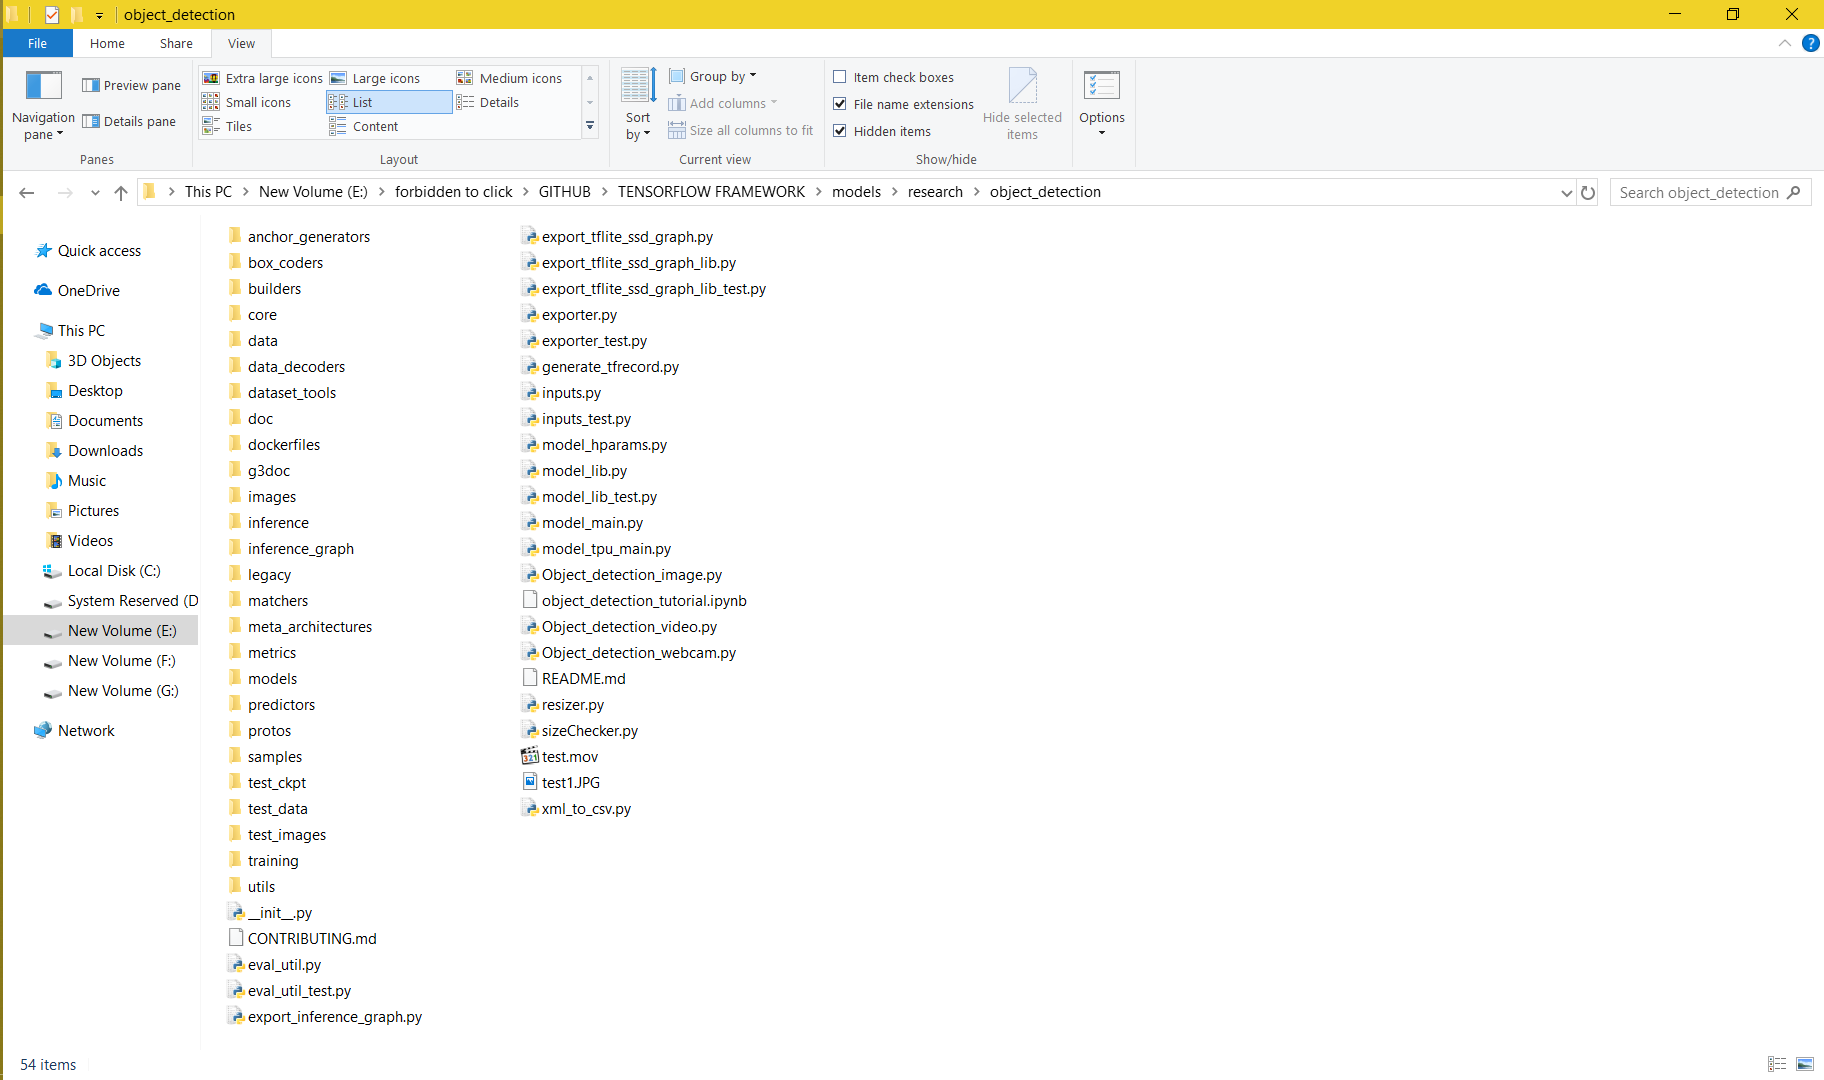 object_detection
File Home Share View
Navigation pane
Preview pane
Details pane
Panes
Extra large icons Large icons Medium icons
Small icons List Details
Tiles Content
Layout
Sort by
Group by
Add columns
Size all columns to fit
Current view
Item check boxes
File name extensions
Hidden items
Hide selected items
Show/hide
Options
This PC > New Volume (E:) > forbidden to click > GITHUB > TENSORFLOW FRAMEWORK > models > research > object_detection
Search object_detection
Quick access
OneDrive
This PC
3D Objects
Desktop
Documents
Downloads
Music
Pictures
Videos
Local Disk (C:)
System Reserved (D
New Volume (E:)
New Volume (F:)
New Volume (G:)
Network
anchor_generators
box_coders
builders
core
data
data_decoders
dataset_tools
doc
dockerfiles
g3doc
images
inference
inference_graph
legacy
matchers
meta_architectures
metrics
models
predictors
protos
samples
test_ckpt
test_data
test_images
training
utils
__init__.py
CONTRIBUTING.md
eval_util.py
eval_util_test.py
export_inference_graph.py
export_tflite_ssd_graph.py
export_tflite_ssd_graph_lib.py
export_tflite_ssd_graph_lib_test.py
exporter.py
exporter_test.py
generate_tfrecord.py
inputs.py
inputs_test.py
model_hparams.py
model_lib.py
model_lib_test.py
model_main.py
model_tpu_main.py
Object_detection_image.py
object_detection_tutorial.ipynb
Object_detection_video.py
Object_detection_webcam.py
README.md
resizer.py
sizeChecker.py
test.mov
test1.JPG
xml_to_csv.py
54 items